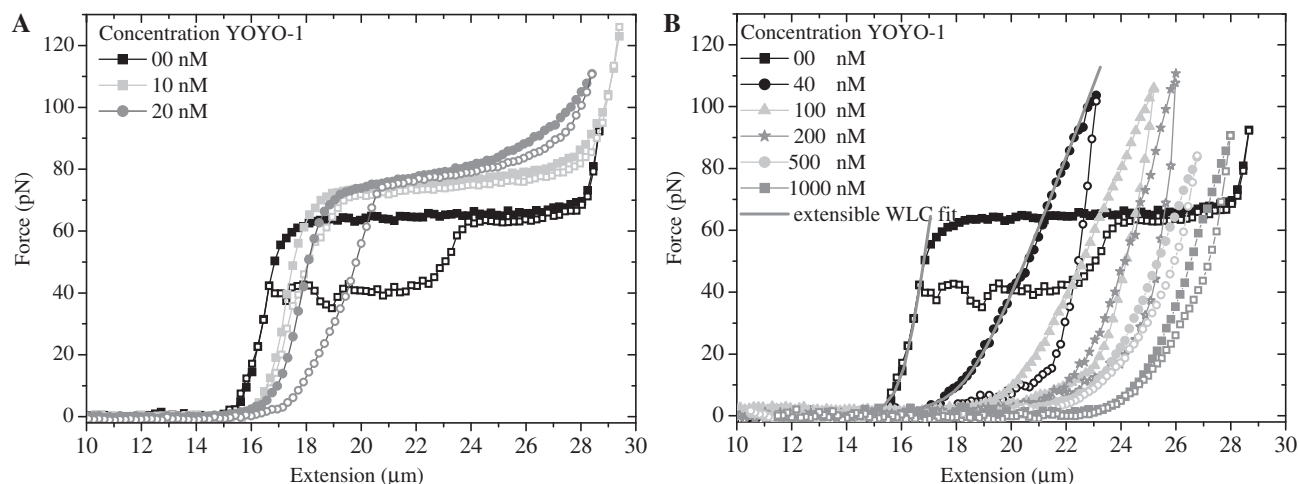 A
Concentration YOYO-1
00 nM
10 nM
20 nM
Force (pN)
120
100
80
60
40
20
0
10 12 14 16 18 20 22 24 26 28 30
Extension (μm)
B
Concentration YOYO-1
00 nM
40 nM
100 nM
200 nM
500 nM
1000 nM
extensible WLC fit
Force (pN)
120
100
80
60
40
20
0
10 12 14 16 18 20 22 24 26 28 30
Extension (μm)